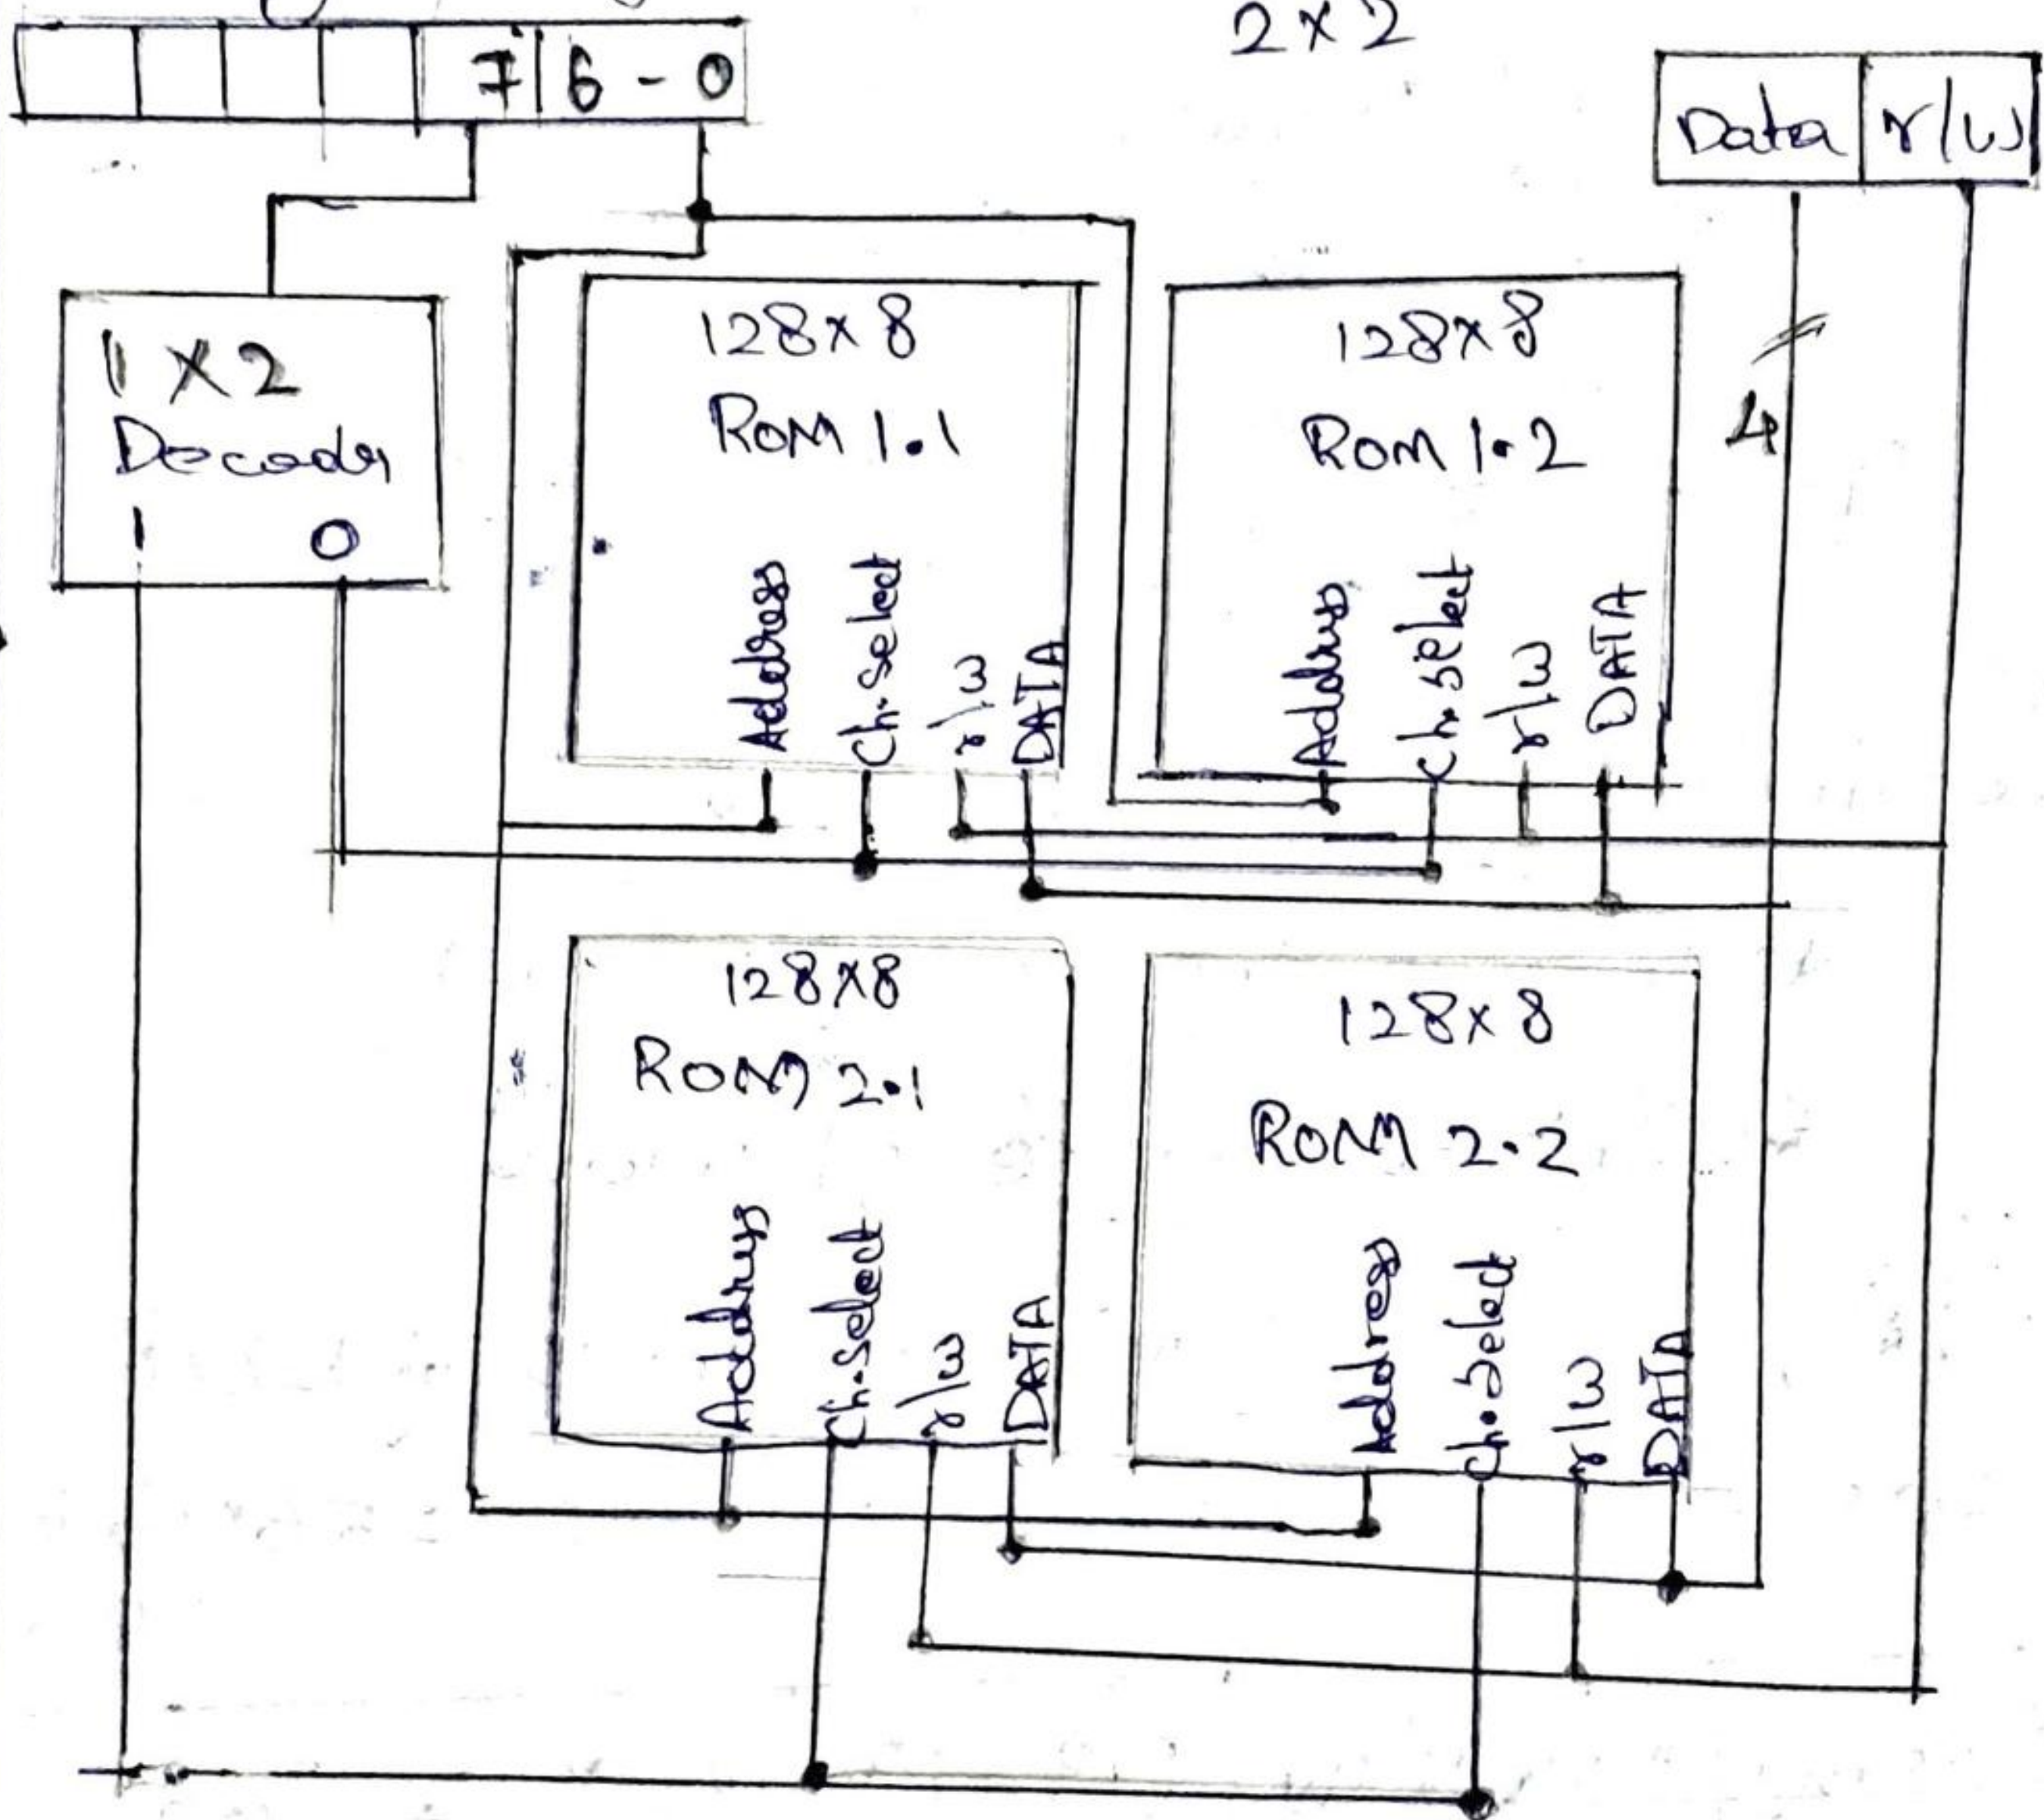 2 x 2
7 6 - 0
Data r/w
1 X 2
Decoder
1 0
128 x 8
ROM 1.1
Address
Ch. Select
r/w
DATA
128 x 8
ROM 1.2
Address
Ch. Select
r/w
DATA
4
128 x 8
ROM 2.1
Address
Ch. Select
r/w
DATA
128 x 8
ROM 2.2
Address
Ch. Select
r/w
DATA